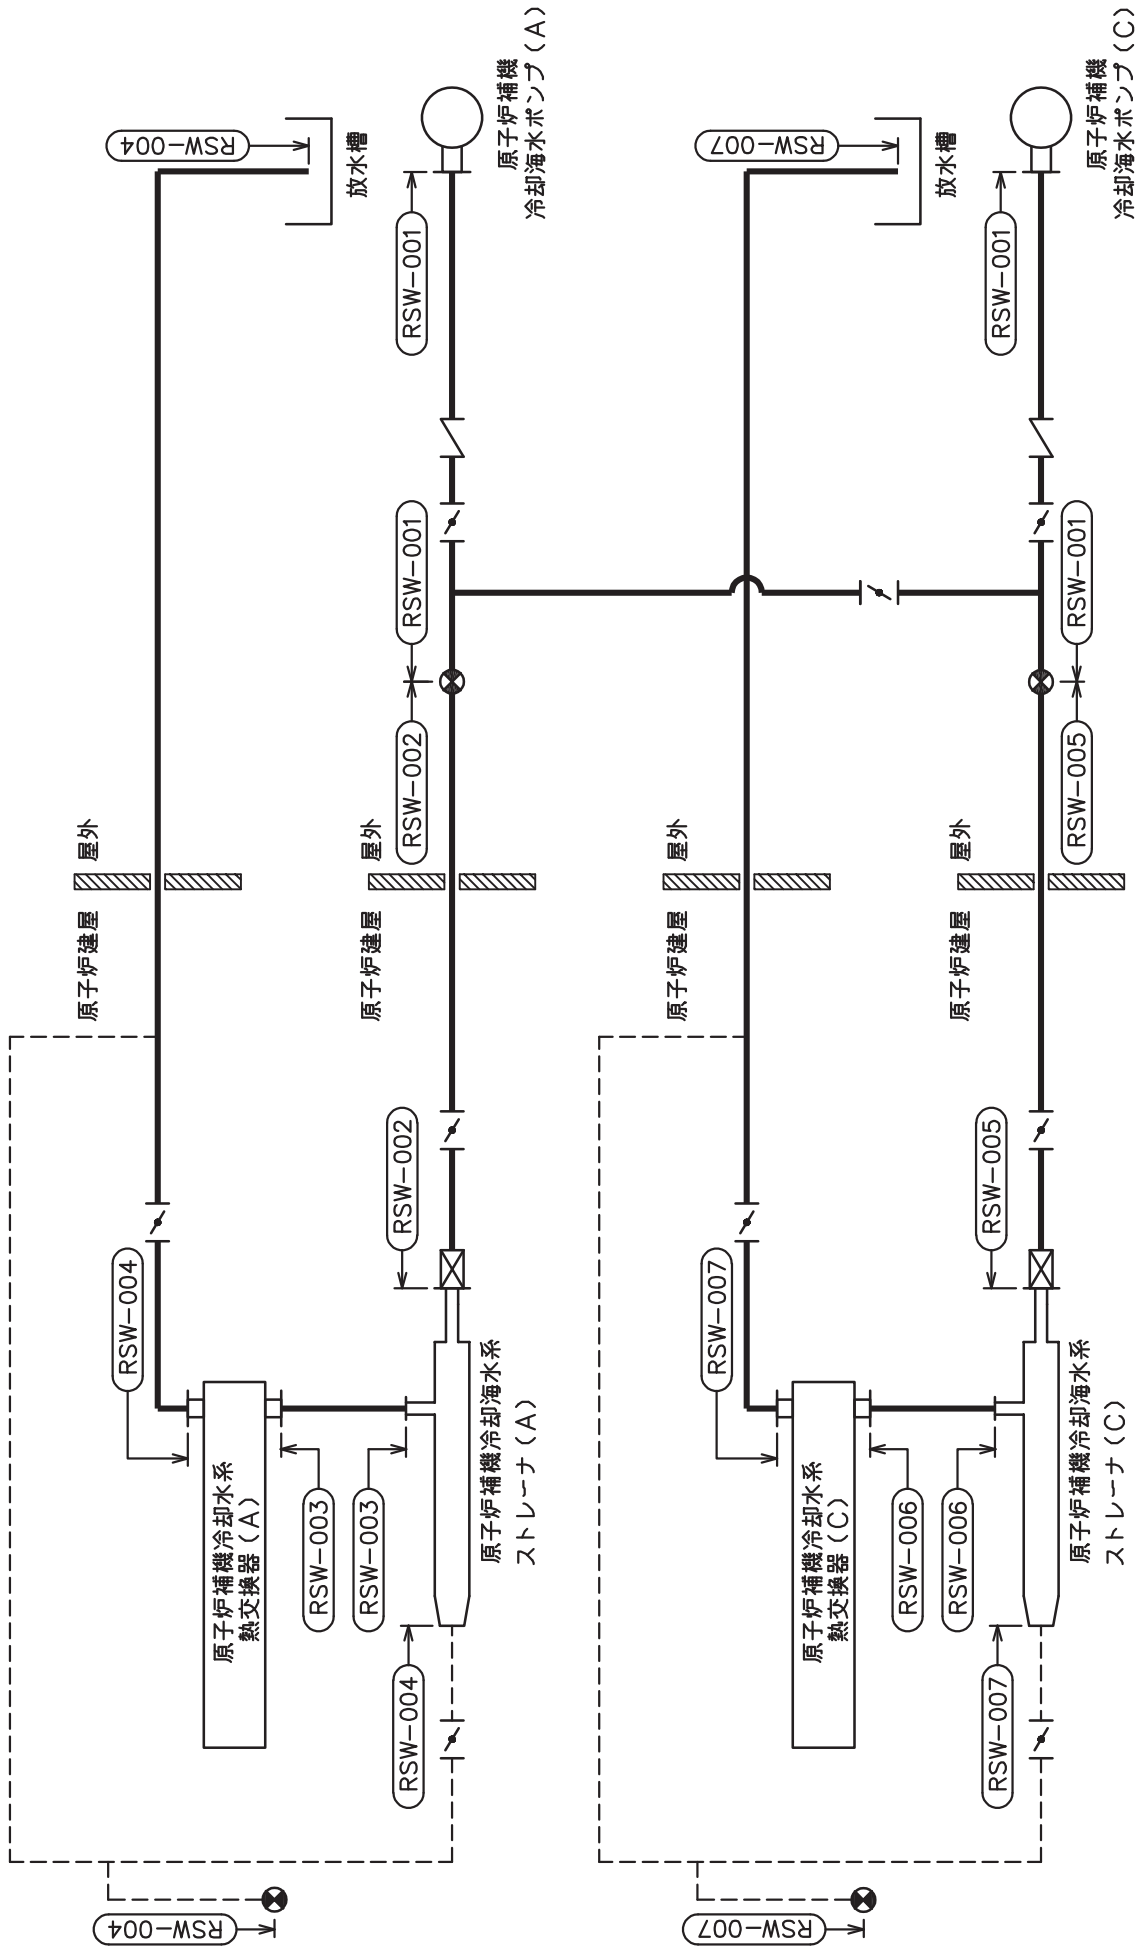 RSW-004
放水槽
RSW-001
原子炉補機
冷却海水ポンプ(A)
RSW-001
RSW-002
屋外
原子炉建屋
屋外
原子炉建屋
RSW-002
RSW-004
原子炉補機冷却水系
熱交換器(A)
RSW-003
RSW-003
原子炉補機冷却海水系
ストレーナ(A)
RSW-004
RSW-004
RSW-007
放水槽
RSW-001
原子炉補機
冷却海水ポンプ(C)
RSW-001
RSW-005
屋外
原子炉建屋
屋外
原子炉建屋
RSW-005
RSW-007
原子炉補機冷却水系
熱交換器(C)
RSW-006
RSW-006
原子炉補機冷却海水系
ストレーナ(C)
RSW-007
RSW-007